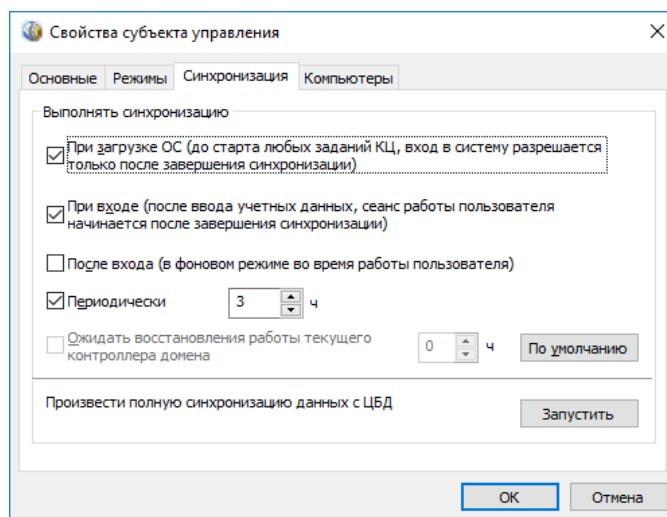 Свойства субъекта управления
Основные Режимы Синхронизация Компьютеры
Выполнять синхронизацию
При загрузке ОС (до старта любых заданий КЦ, вход в систему разрешается
только после завершения синхронизации)
При входе (после ввода учетных данных, сеанс работы пользователя
начинается после завершения синхронизации)
После входа (в фоновом режиме во время работы пользователя)
Периодически 3 ч
Ожидать восстановления работы текущего
контроллера домена 0 ч По умолчанию
Произвести полную синхронизацию данных с ЦБД Запустить
ОК Отмена